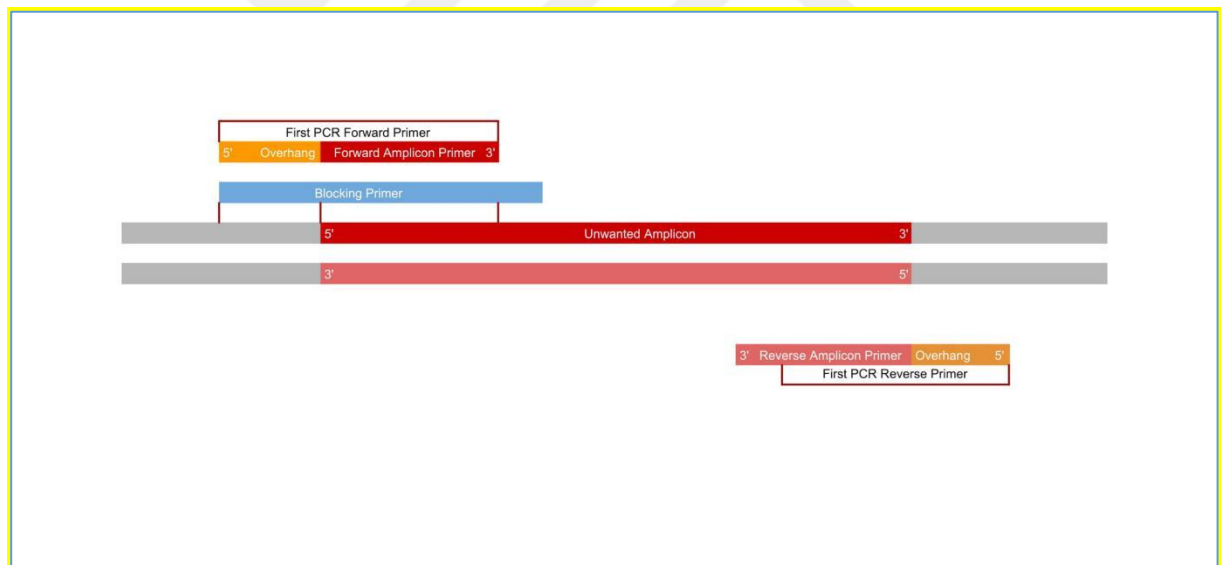 First PCR Forward Primer
5' Overhang Forward Amplicon Primer 3'
Blocking Primer
5' Unwanted Amplicon 3'
3' 5'
3' Reverse Amplicon Primer Overhang 5'
First PCR Reverse Primer